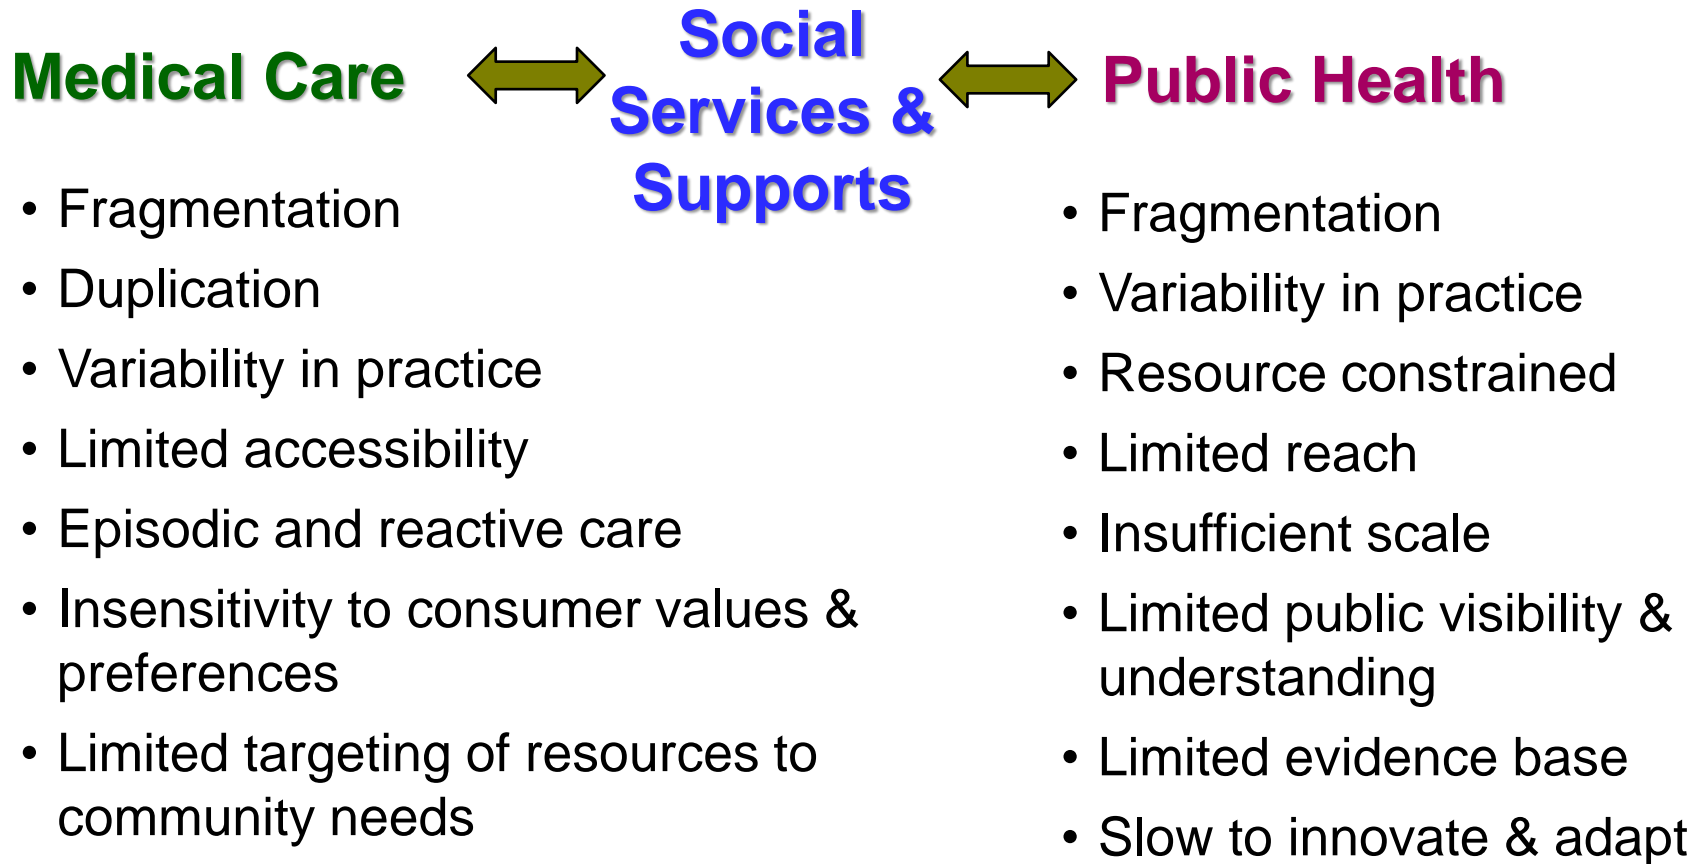 Medical Care
Social
Services &
Supports
Public Health
• Fragmentation
• Duplication
• Variability in practice
• Limited accessibility
• Episodic and reactive care
• Insensitivity to consumer values &
preferences
• Limited targeting of resources to
community needs
• Fragmentation
• Variability in practice
• Resource constrained
• Limited reach
• Insufficient scale
• Limited public visibility &
understanding
• Limited evidence base
• Slow to innovate & adapt